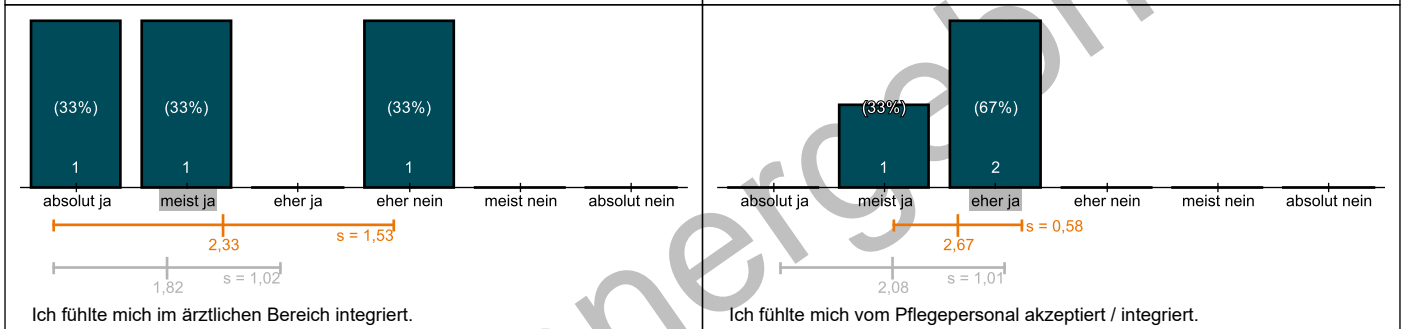 (33%)
(33%)
(33%)
1
1
1
absolut ja
meist ja
eher ja
eher nein
meist nein
absolut nein
s = 1,53
2,33
s = 1,02
1,82
Ich fühlte mich im ärztlichen Bereich integriert.
(33%)
(67%)
1
2
absolut ja
meist ja
eher ja
eher nein
meist nein
absolut nein
s = 0,58
2,67
s = 1,01
2,08
Ich fühlte mich vom Pflegepersonal akzeptiert / integriert.